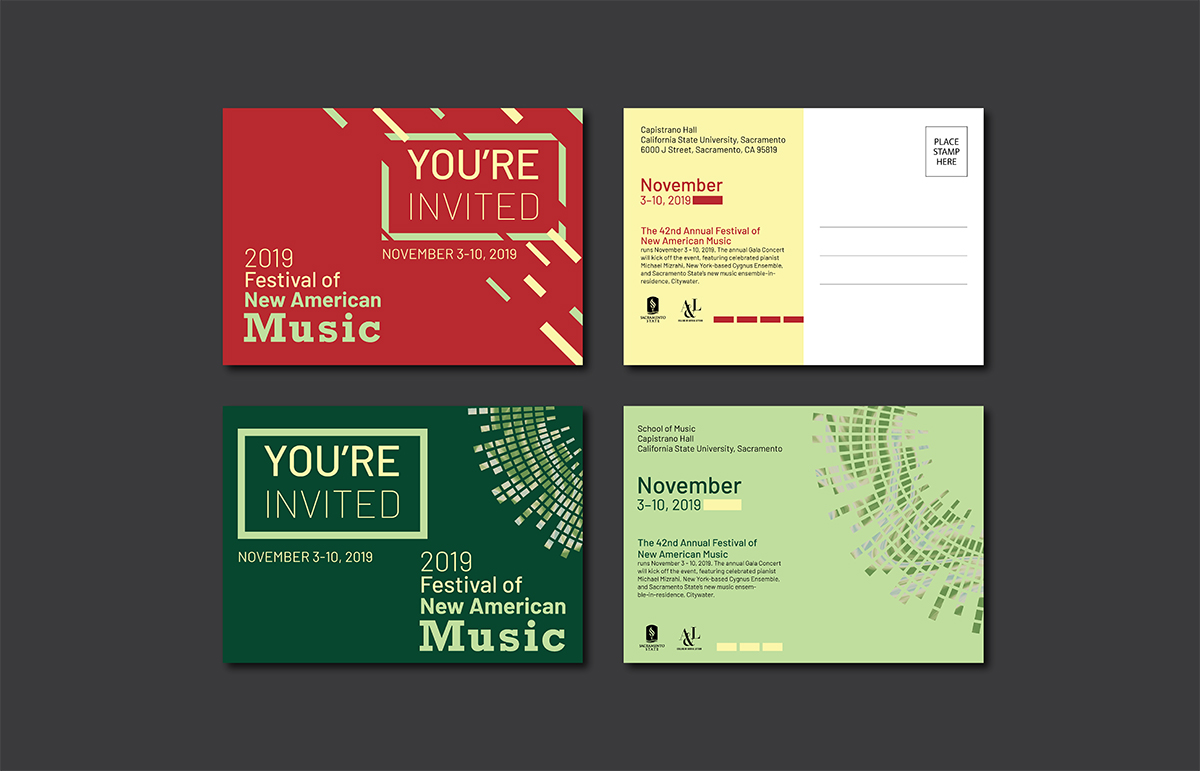 YOU'RE
INVITED
NOVEMBER 3-10, 2019
2019
Festival of
New American
Music
Capistrano Hall
California State University, Sacramento
6000 J Street, Sacramento, CA 95819
November
3-10, 2019
The 42nd Annual Festival of
New American Music
runs November 3 - 10, 2019. The annual Gala Concert
will kick off the event, featuring celebrated pianist
Michael Mizrahi, New York-based Cygnus Ensemble,
and Sacramento State's new music ensemble-in-
residence, Citywater.
SACRAMENTO
STATE
A&L
PLACE
STAMP
HERE
YOU'RE
INVITED
NOVEMBER 3-10, 2019
2019
Festival of
New American
Music
School of Music
Capistrano Hall
California State University, Sacramento
November
3-10, 2019
The 42nd Annual Festival of
New American Music
runs November 3 - 10, 2019. The annual Gala Concert
will kick off the event, featuring celebrated pianist
Michael Mizrahi, New York-based Cygnus Ensemble,
and Sacramento State's new music ensem-
ble-in-residence, Citywater.
SACRAMENTO
STATE
A&L